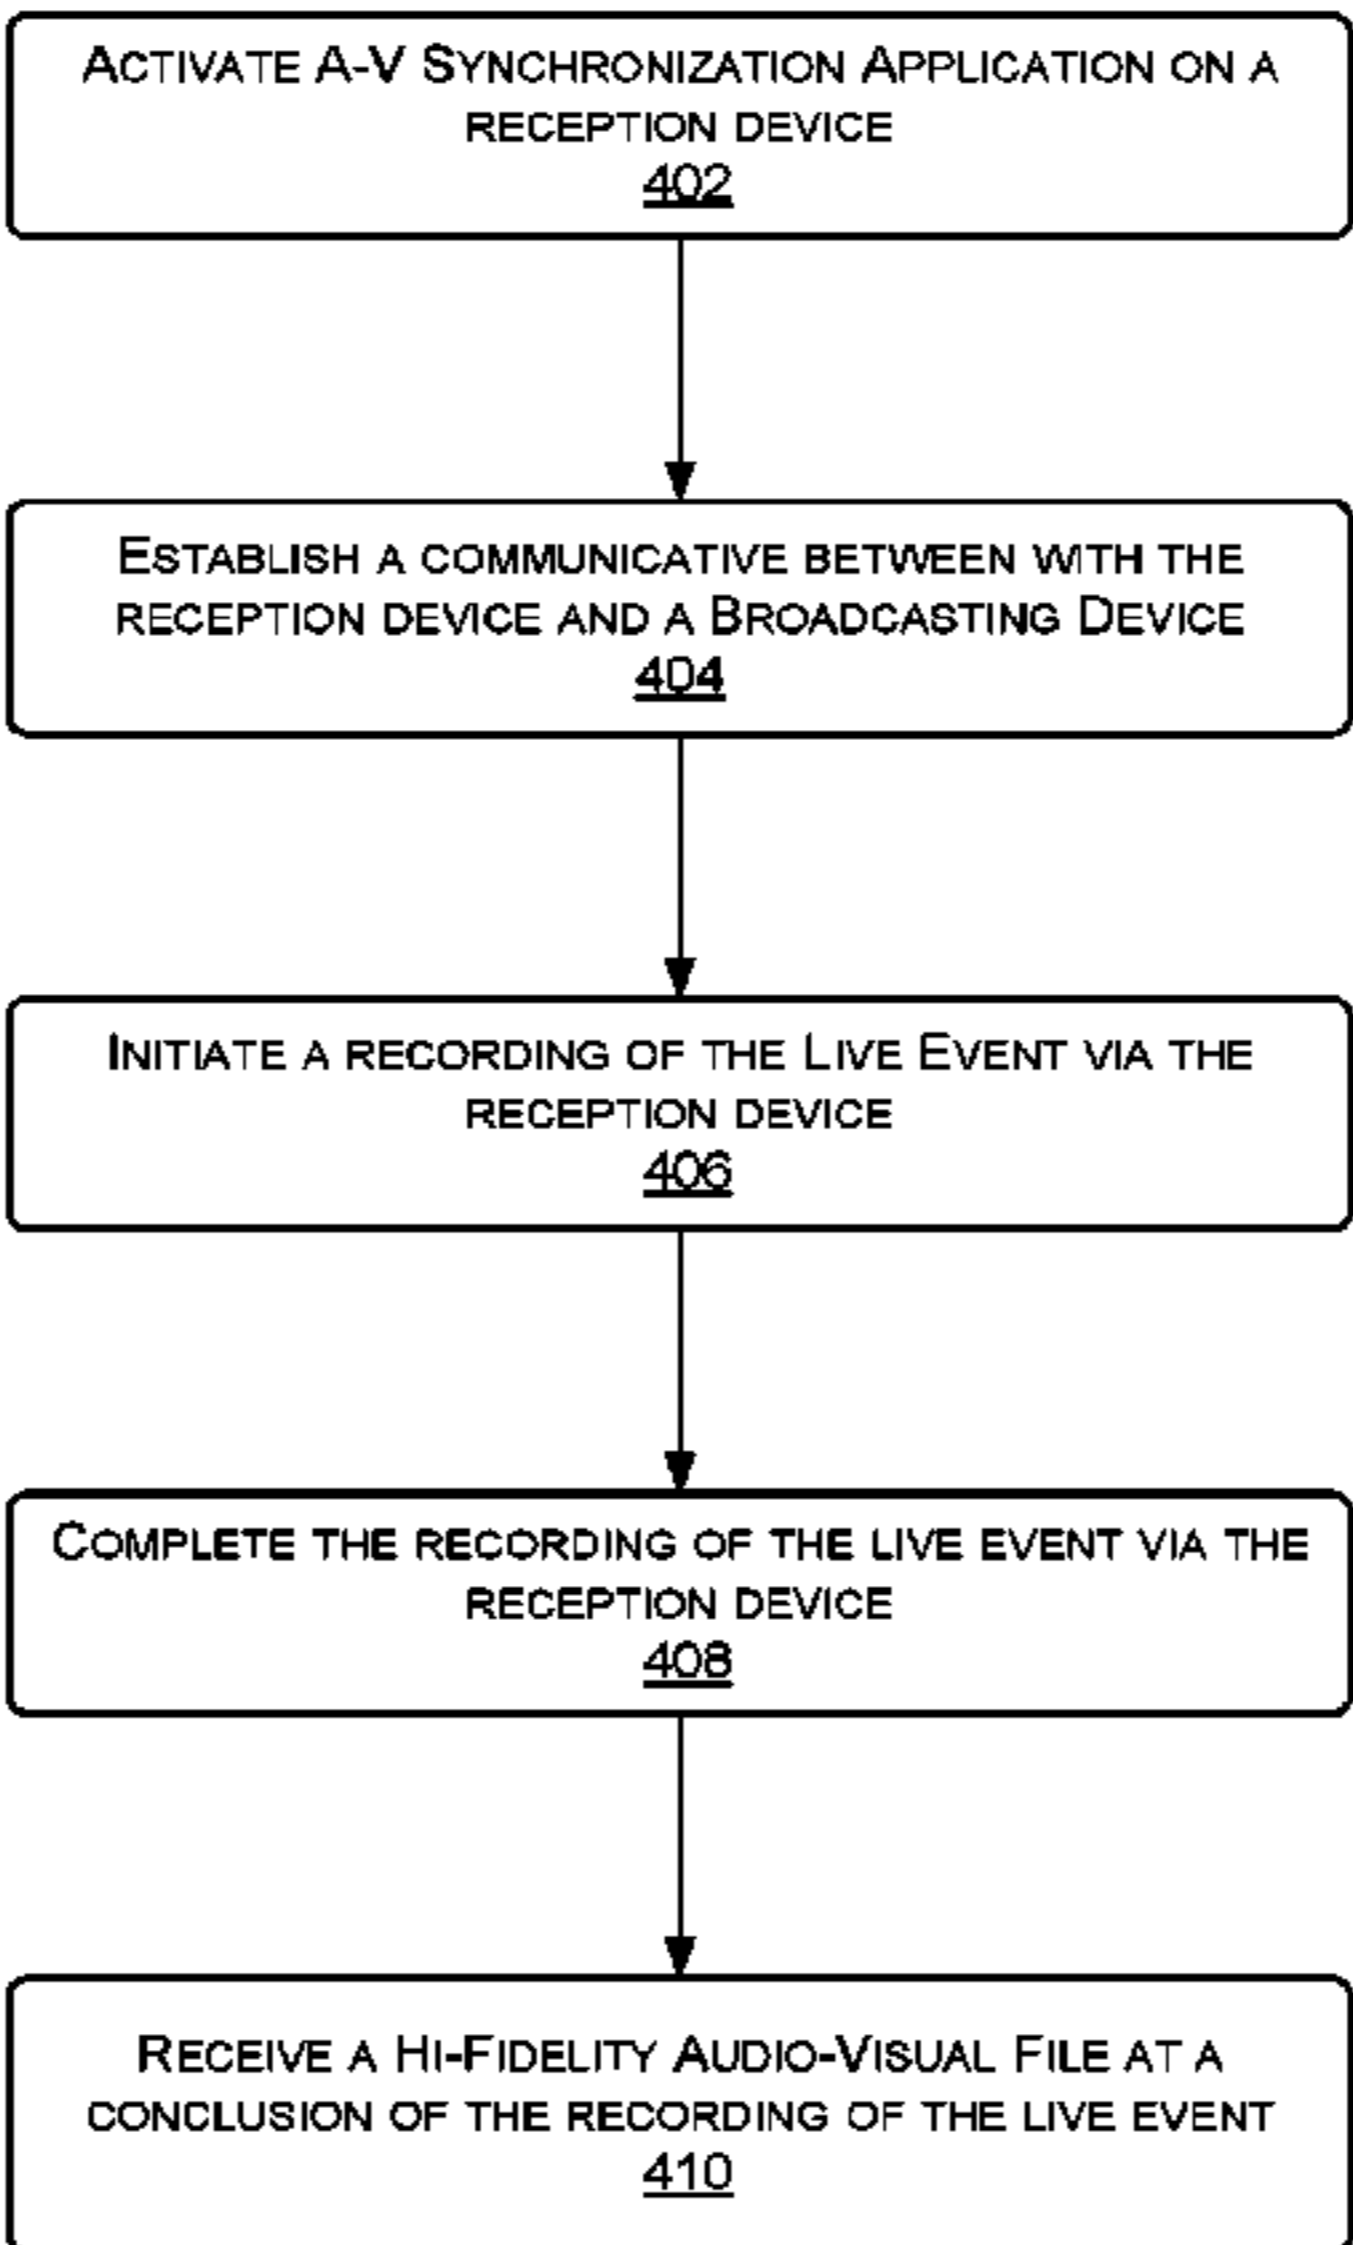 ACTIVATE A-V SYNCHRONIZATION APPLICATION ON A
RECEPTION DEVICE
402
ESTABLISH A COMMUNICATIVE BETWEEN WITH THE
RECEPTION DEVICE AND A BROADCASTING DEVICE
404
INITIATE A RECORDING OF THE LIVE EVENT VIA THE
RECEPTION DEVICE
406
COMPLETE THE RECORDING OF THE LIVE EVENT VIA THE
RECEPTION DEVICE
408
RECEIVE A HI-FIDELITY AUDIO-VISUAL FILE AT A
CONCLUSION OF THE RECORDING OF THE LIVE EVENT
410